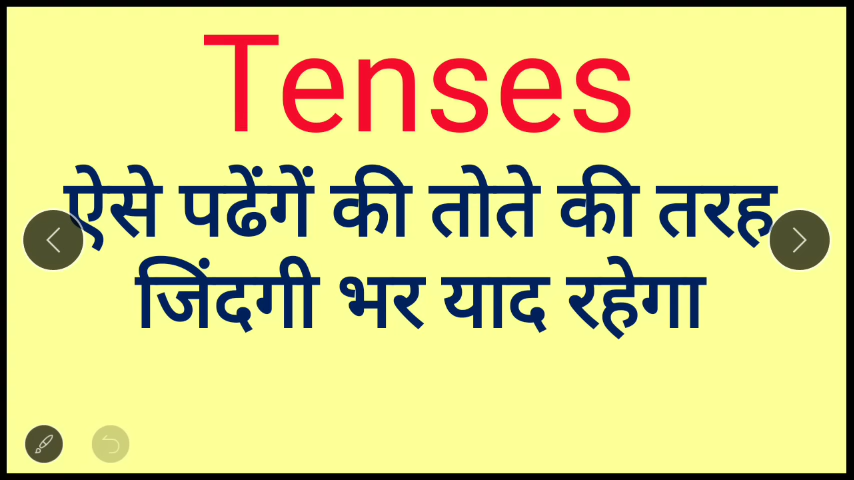 Tenses
ऐसे पढेंगें की तोते की तरह
जिंदगी भर याद रहेगा